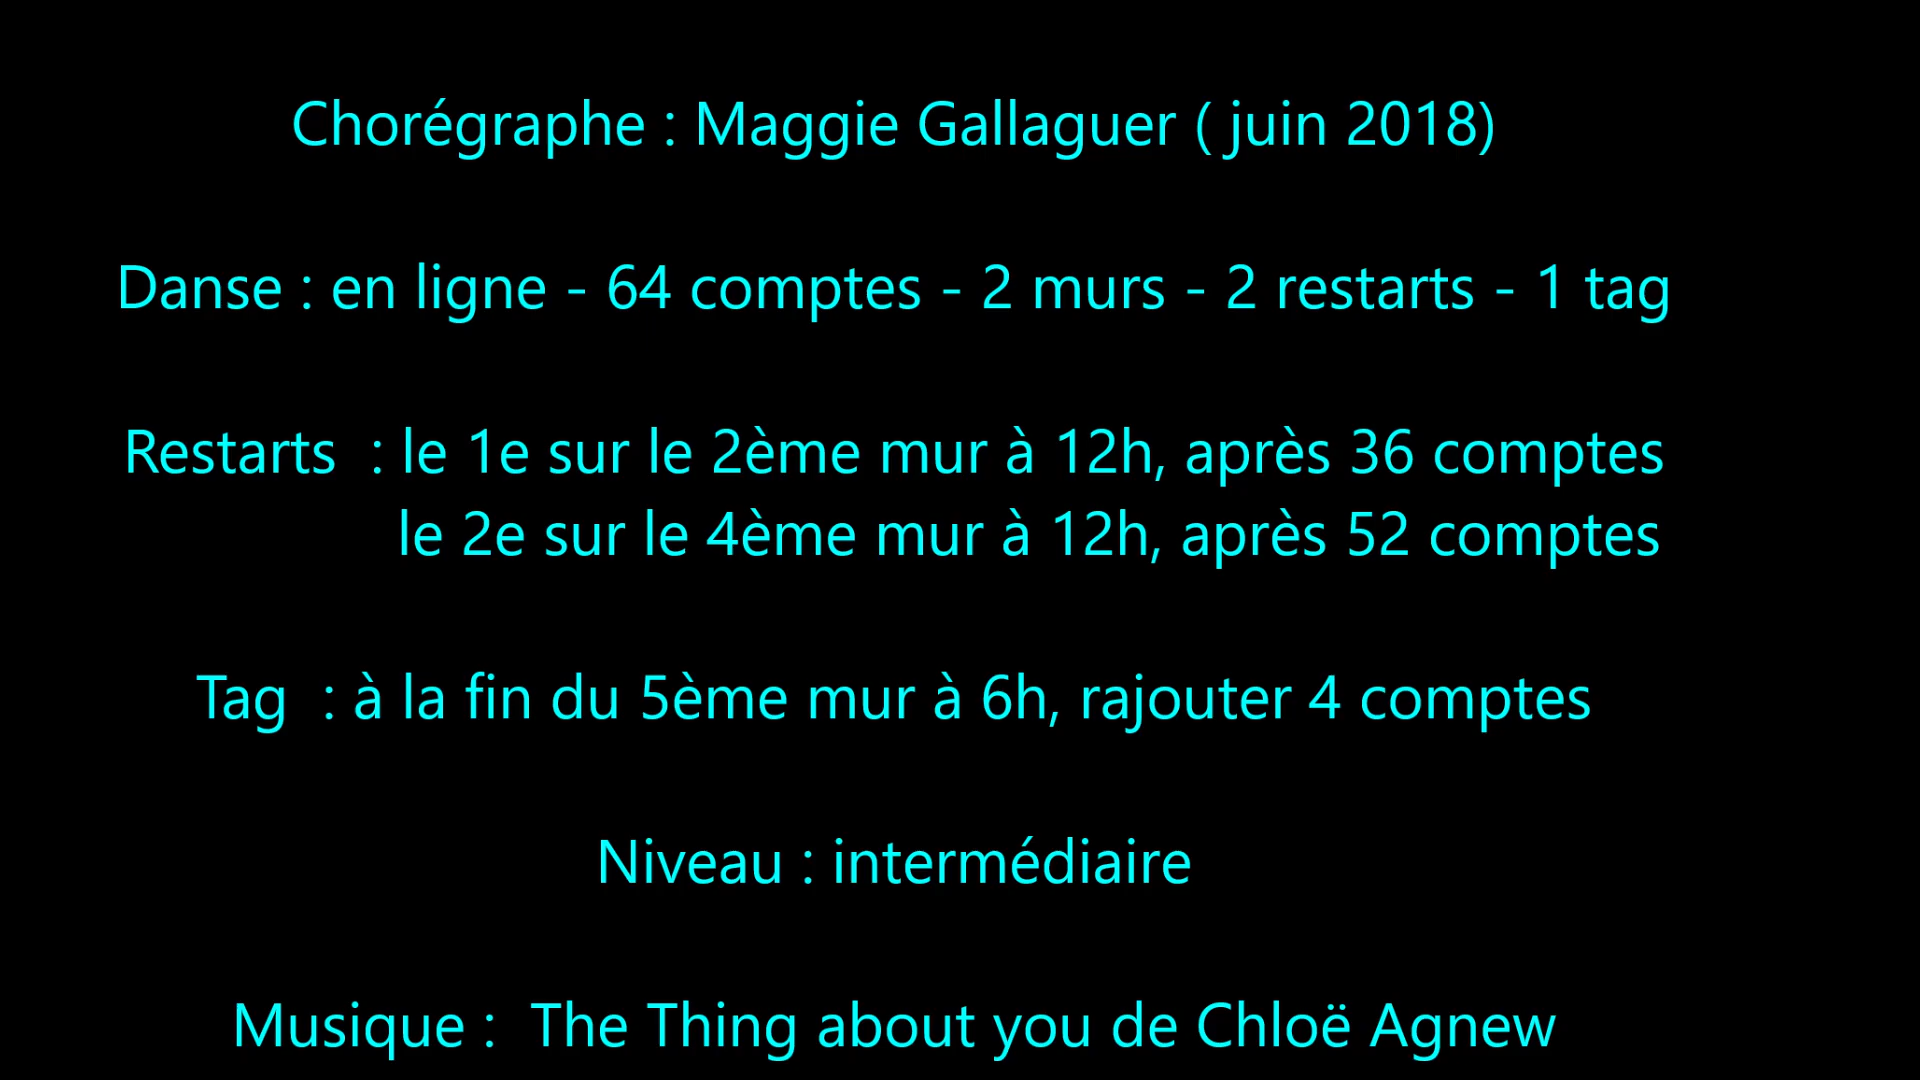 Chorégraphe : Maggie Gallaguer ( juin 2018)
Danse : en ligne - 64 comptes - 2 murs - 2 restarts - 1 tag
Restarts  : le 1e sur le 2ème mur à 12h, après 36 comptes
le 2e sur le 4ème mur à 12h, après 52 comptes
Tag  : à la fin du 5ème mur à 6h, rajouter 4 comptes
Niveau : intermédiaire
Musique :  The Thing about you de Chloë Agnew